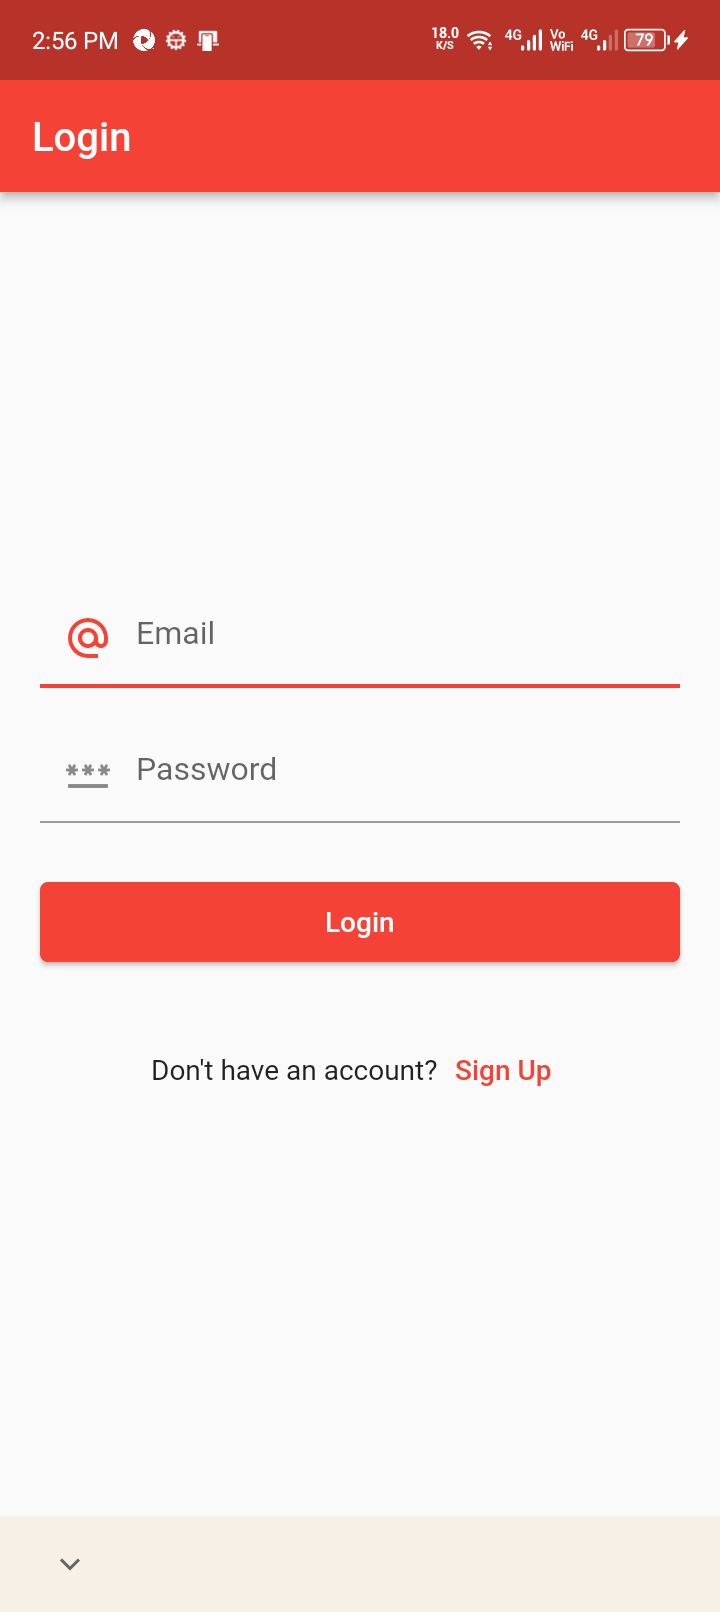 2:56 PM 18.0 K/S 4G Vo WiFi 4G 79
Login
Email
*** Password
Login
Don't have an account? Sign Up